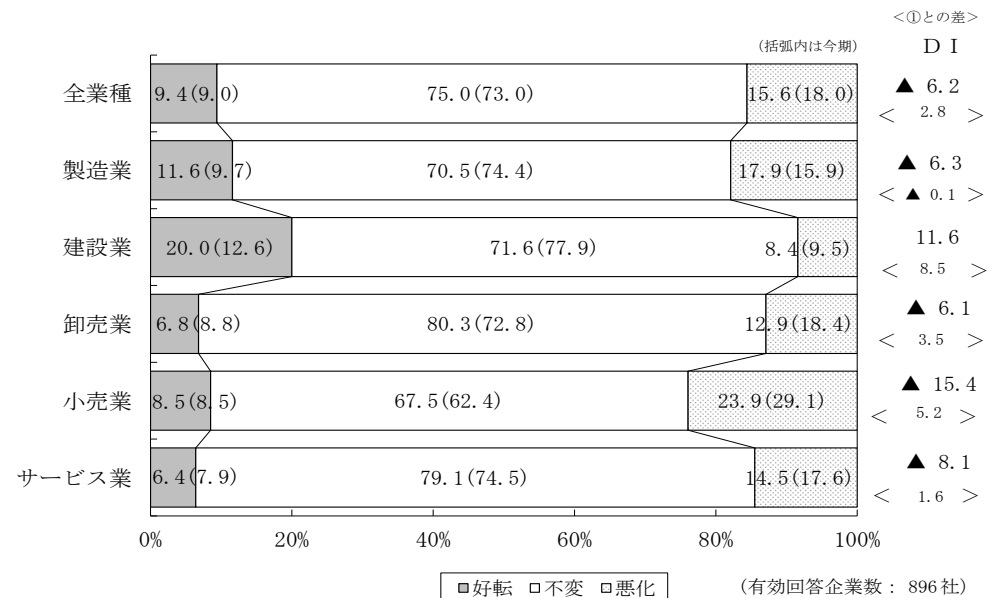 <①との差>
(括弧内は今期)
ＤＩ
全業種 9.4(9.0) 75.0(73.0) 15.6(18.0) ▲ 6.2
< 2.8 >
製造業 11.6(9.7) 70.5(74.4) 17.9(15.9) ▲ 6.3
< ▲ 0.1 >
建設業 20.0(12.6) 71.6(77.9) 8.4(9.5) 11.6
< 8.5 >
卸売業 6.8(8.8) 80.3(72.8) 12.9(18.4) ▲ 6.1
< 3.5 >
小売業 8.5(8.5) 67.5(62.4) 23.9(29.1) ▲ 15.4
< 5.2 >
サービス業 6.4(7.9) 79.1(74.5) 14.5(17.6) ▲ 8.1
< 1.6 >
0% 20% 40% 60% 80% 100%
好転 不変 悪化
(有効回答企業数：896社)